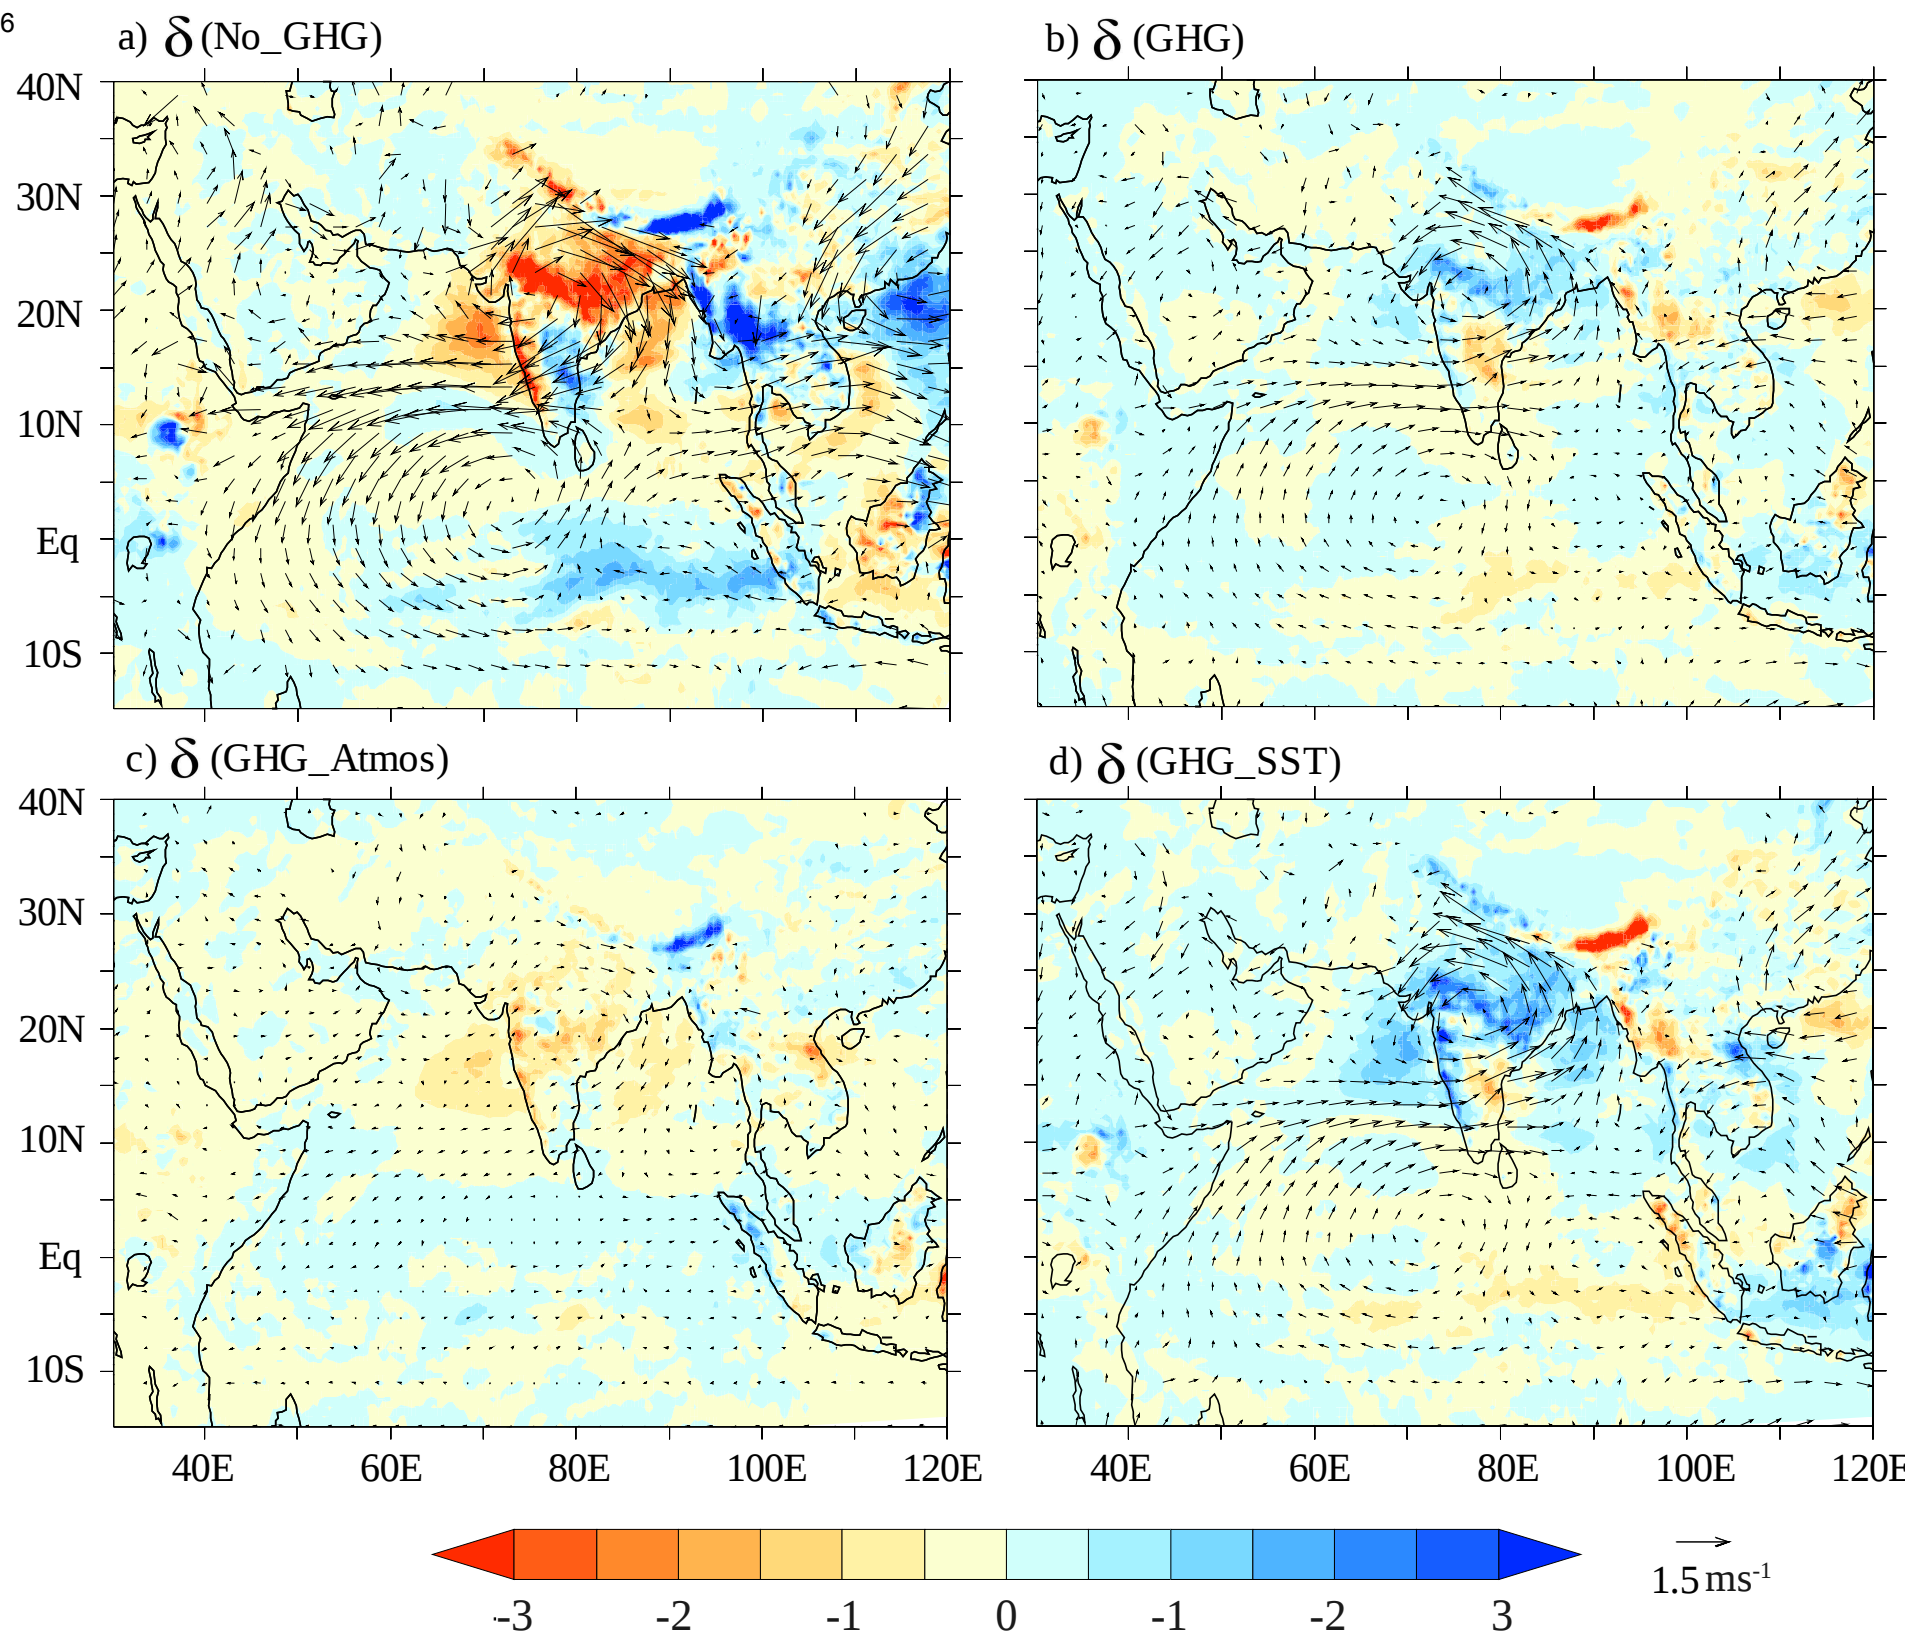 6
a) δ (No_GHG)
b) δ (GHG)
40N
30N
20N
10N
Eq
10S
c) δ (GHG_Atmos)
d) δ (GHG_SST)
40N
30N
20N
10N
Eq
10S
40E 60E 80E 100E 120E
40E 60E 80E 100E 120E
-3 -2 -1 0 -1 -2 3
1.5 ms-1